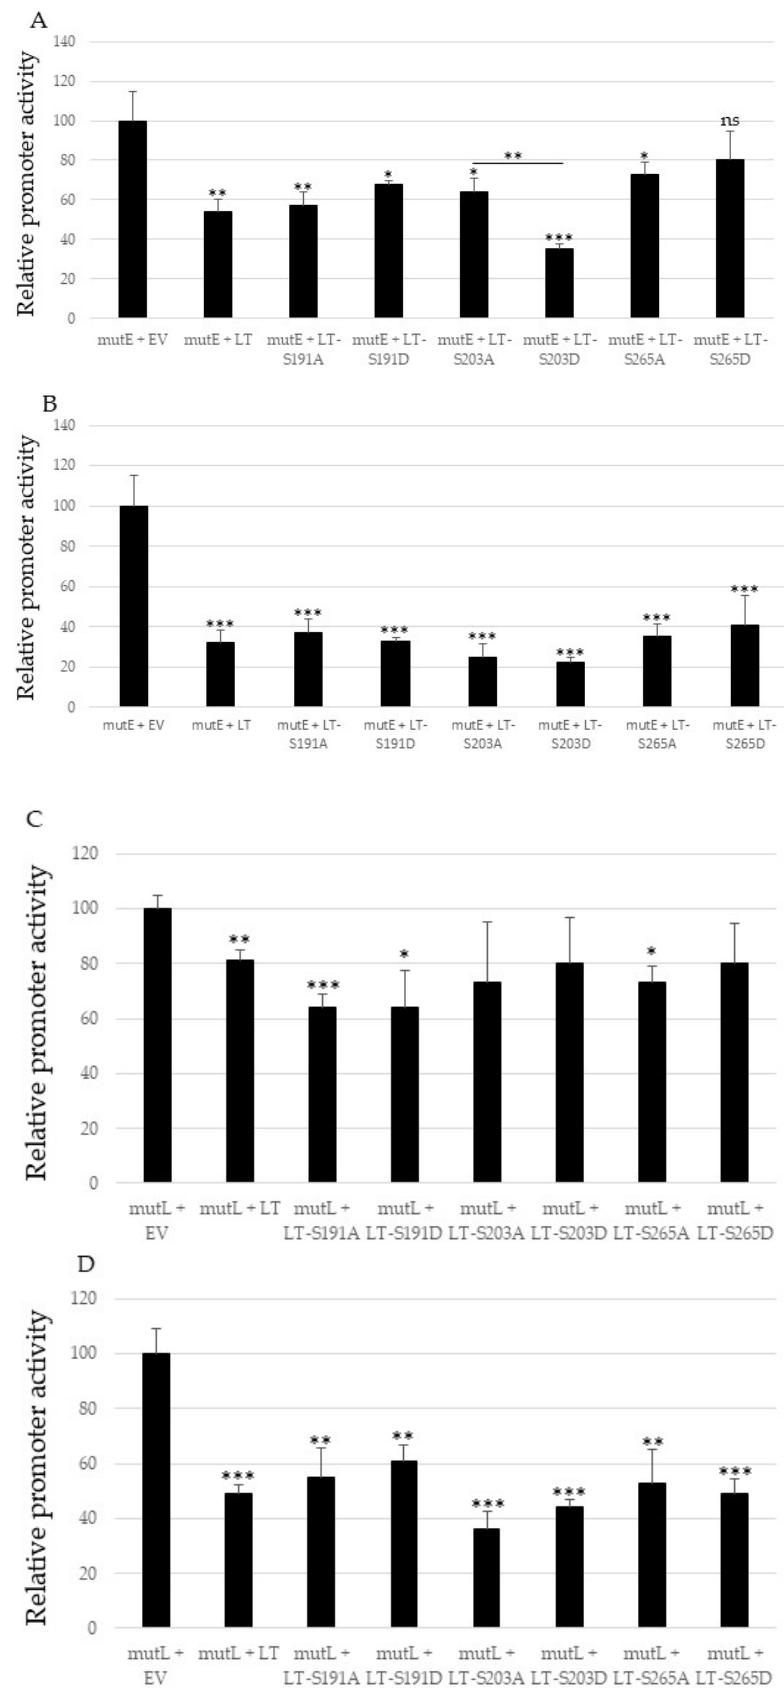 A
Relative promoter activity
140
120
100
80
60
40
20
0
**
**
*
*
**
***
*
ns
mutE + EV
mutE + LT
mutE + LT-
S191A
mutE + LT-
S191D
mutE + LT-
S203A
mutE + LT-
S203D
mutE + LT-
S265A
mutE + LT-
S265D
B
Relative promoter activity
140
120
100
80
60
40
20
0
***
***
***
***
***
***
***
mutE + EV
mutE + LT
mutE + LT-
S191A
mutE + LT-
S191D
mutE + LT-
S203A
mutE + LT-
S203D
mutE + LT-
S265A
mutE + LT-
S265D
C
Relative promoter activity
120
100
80
60
40
20
0
**
***
*
*
mutL +
EV
mutL + LT
mutL +
LT-S191A
mutL +
LT-S191D
mutL +
LT-S203A
mutL +
LT-S203D
mutL +
LT-S265A
mutL +
LT-S265D
D
Relative promoter activity
120
100
80
60
40
20
0
***
**
**
***
***
**
***
mutL +
EV
mutL + LT
mutL +
LT-S191A
mutL +
LT-S191D
mutL +
LT-S203A
mutL +
LT-S203D
mutL +
LT-S265A
mutL +
LT-S265D